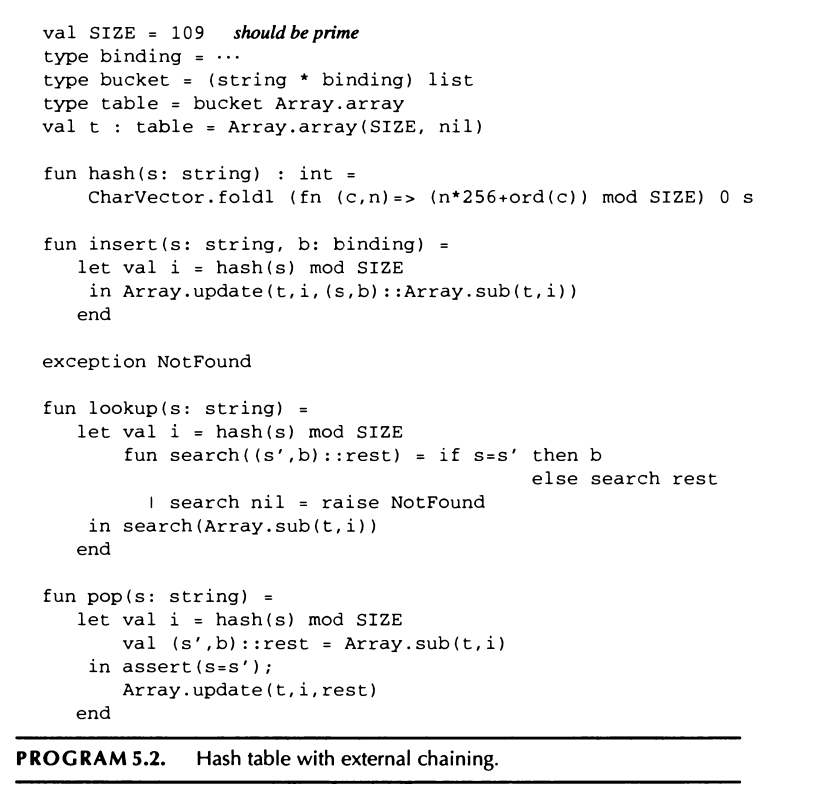 val SIZE = 109   should be prime
type binding = ···
type bucket = (string * binding) list
type table = bucket Array.array
val t : table = Array.array(SIZE, nil)
fun hash(s: string) : int =
    CharVector.foldl (fn (c,n)=> (n*256+ord(c)) mod SIZE) 0 s
fun insert(s: string, b: binding) =
   let val i = hash(s) mod SIZE
    in Array.update(t,i,(s,b)::Array.sub(t,i))
   end
exception NotFound
fun lookup(s: string) =
   let val i = hash(s) mod SIZE
       fun search((s′,b)::rest) = if s=s′ then b
                                          else search rest
         | search nil = raise NotFound
    in search(Array.sub(t,i))
   end
fun pop(s: string) =
   let val i = hash(s) mod SIZE
       val (s′,b)::rest = Array.sub(t,i)
    in assert(s=s′);
       Array.update(t,i,rest)
   end
PROGRAM 5.2.   Hash table with external chaining.